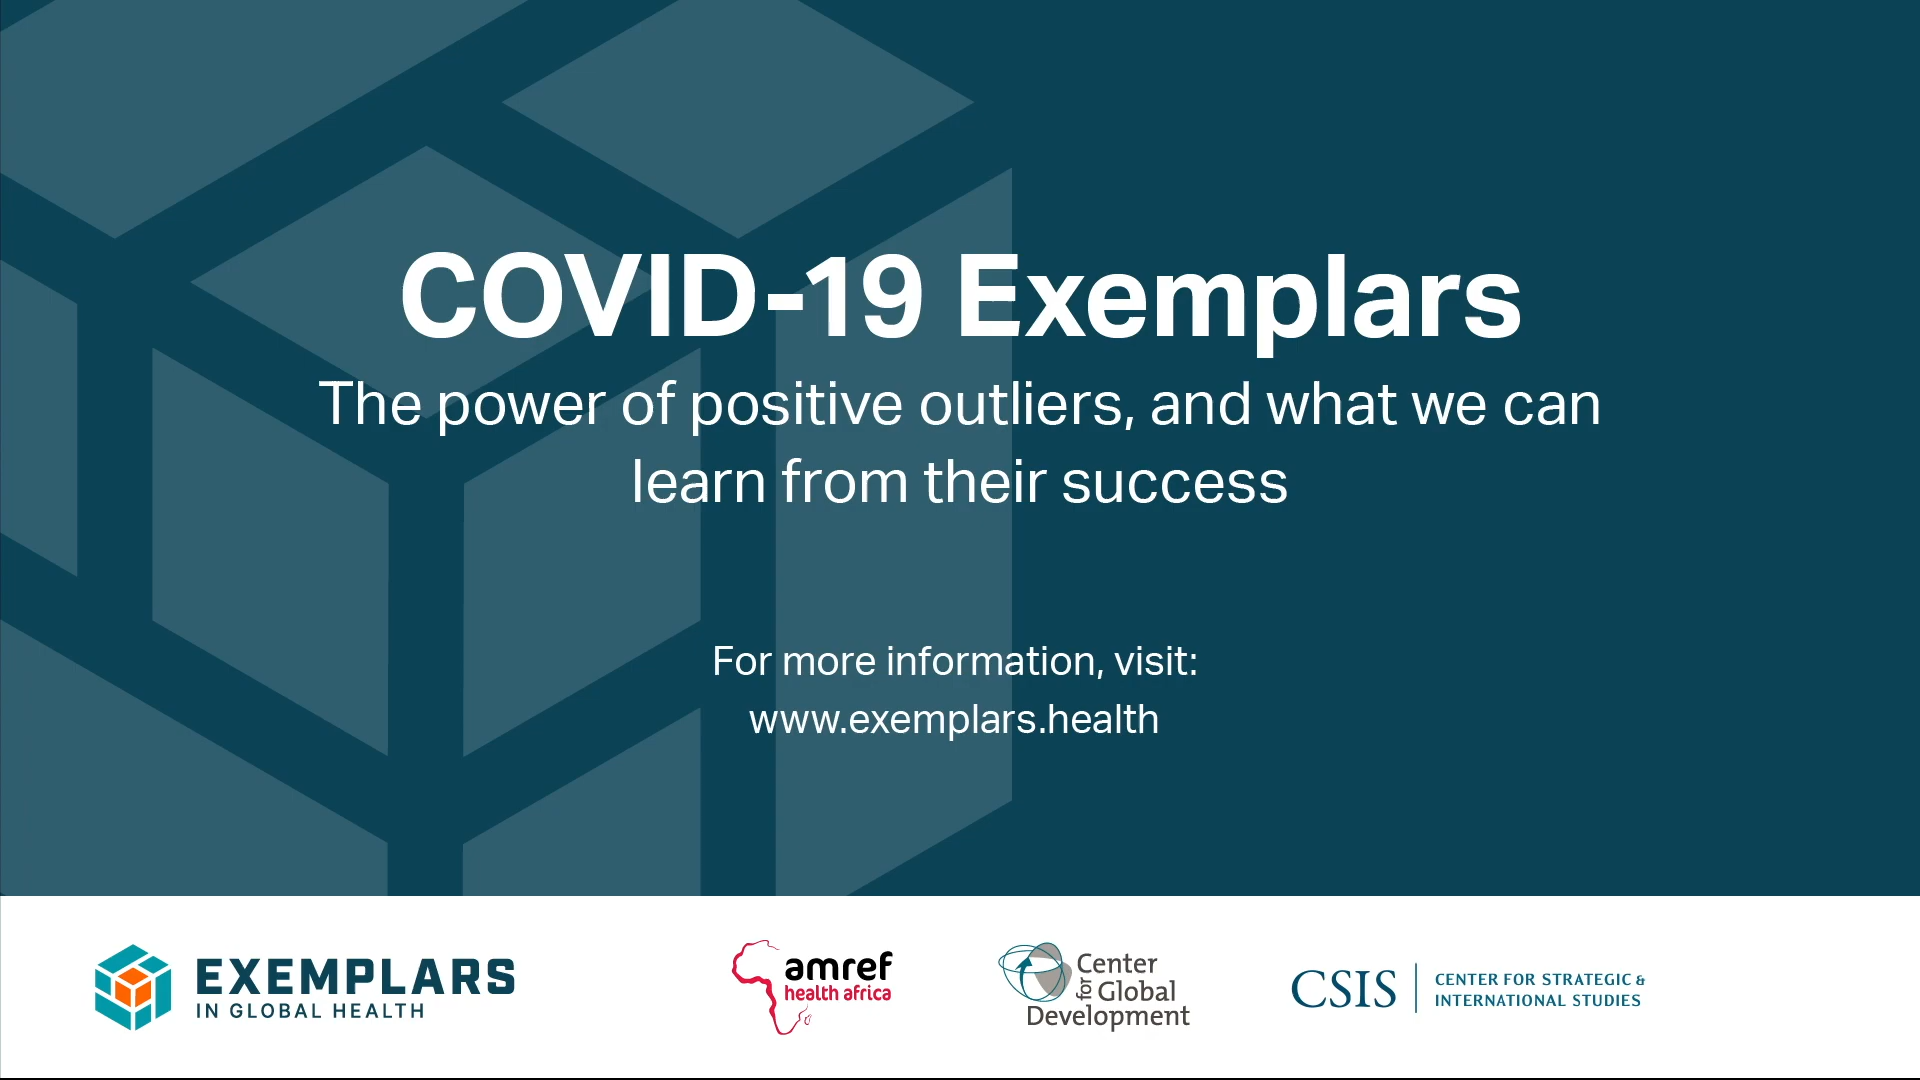 COVID-19 Exemplars
The power of positive outliers, and what we can
learn from their success
For more information, visit:
www.exemplars.health
EXEMPLARS
IN GLOBAL HEALTH
amref
health africa
Center
for Global
Development
CSIS
CENTER FOR STRATEGIC &
INTERNATIONAL STUDIES